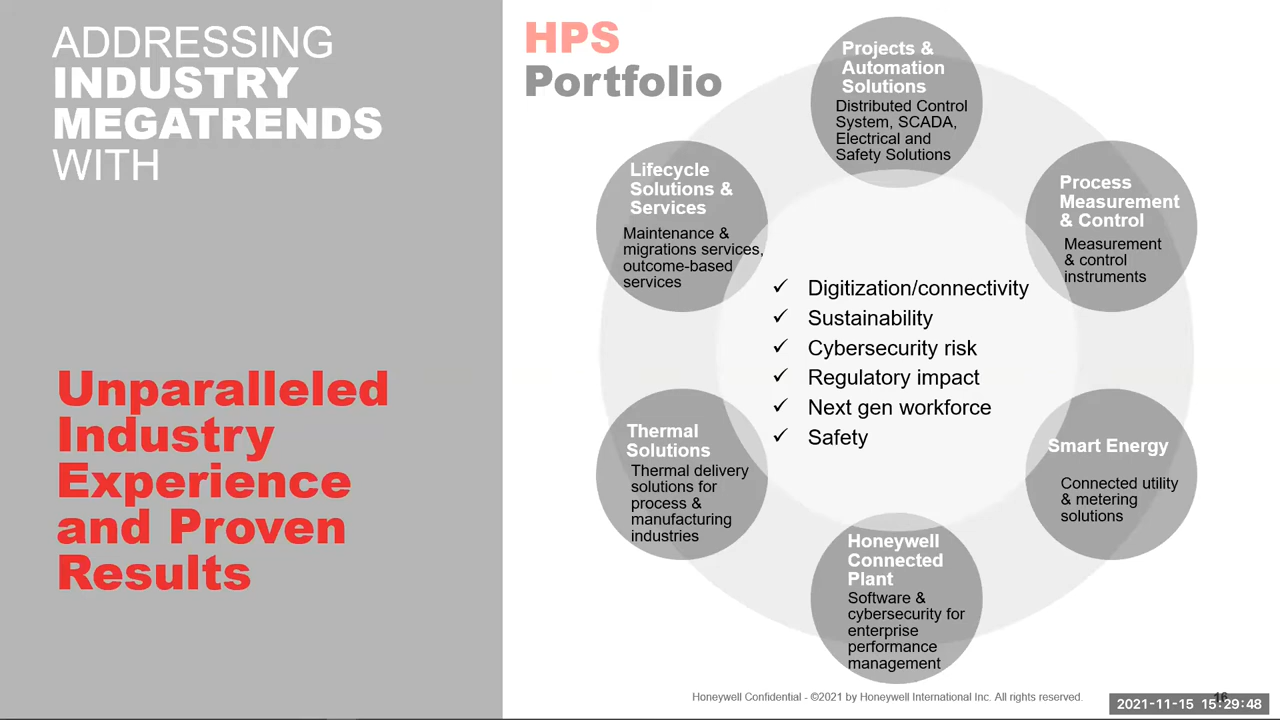 ADDRESSING
INDUSTRY
MEGATRENDS
WITH
Unparalleled
Industry
Experience
and Proven
Results
HPS
Portfolio
Projects &
Automation
Solutions
Distributed Control
System, SCADA,
Electrical and
Safety Solutions
Lifecycle
Solutions &
Services
Maintenance &
migrations services,
outcome-based
services
Process
Measurement
& Control
Measurement
& control
instruments
✓ Digitization/connectivity
✓ Sustainability
✓ Cybersecurity risk
✓ Regulatory impact
✓ Next gen workforce
✓ Safety
Thermal
Solutions
Thermal delivery
solutions for
process &
manufacturing
industries
Smart Energy
Connected utility
& metering
solutions
Honeywell
Connected
Plant
Software &
cybersecurity for
enterprise
performance
management
Honeywell Confidential - ©2021 by Honeywell International Inc. All rights reserved.
16
2021-11-15 15:29:48